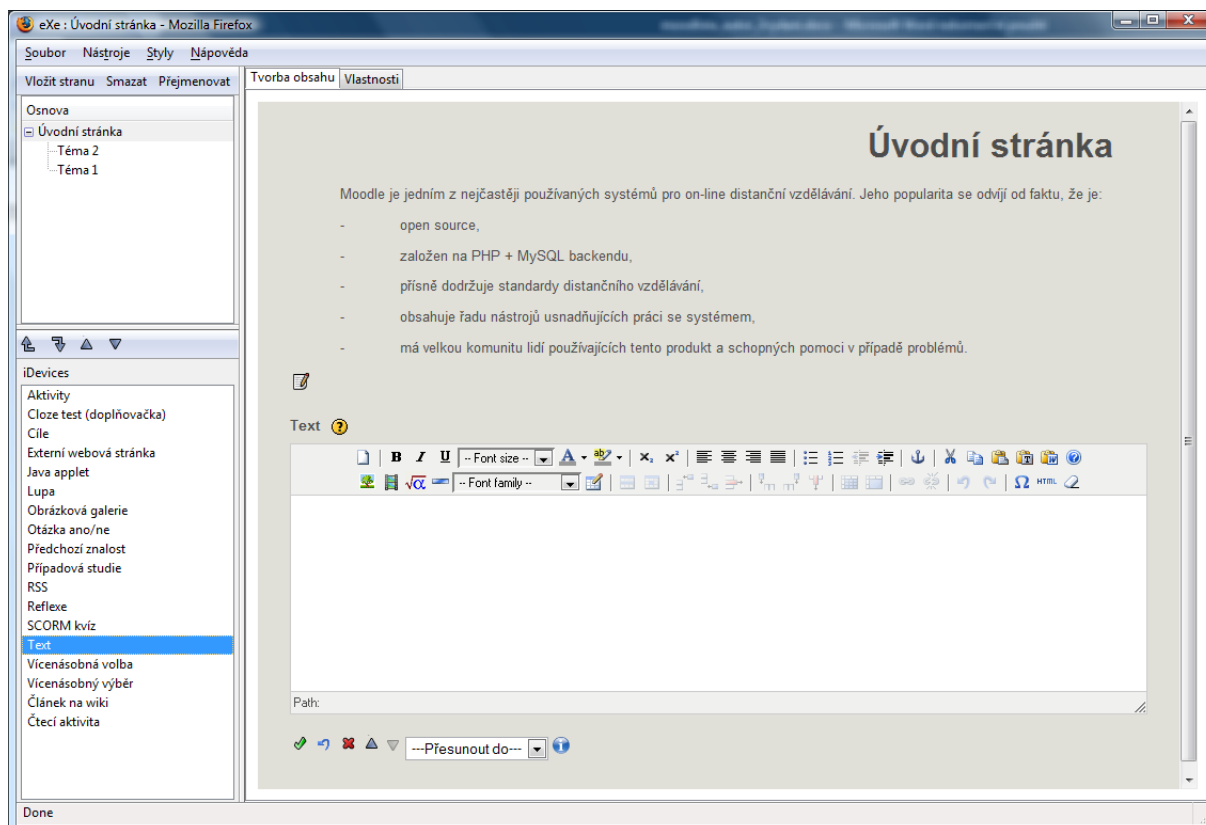 eXe : Úvodní stránka - Mozilla Firefox
Soubor Nástroje Styly Nápověda
Vložit stranu Smazat Přejmenovat
Osnova
Úvodní stránka
Téma 2
Téma 1
iDevices
Aktivity
Cloze test (doplňovačka)
Cíle
Externí webová stránka
Java applet
Lupa
Obrázková galerie
Otázka ano/ne
Předchozí znalost
Případová studie
RSS
Reflexe
SCORM kvíz
Text
Vícenásobná volba
Vícenásobný výběr
Článek na wiki
Čtecí aktivita
Tvorba obsahu Vlastnosti
Úvodní stránka
Moodle je jedním z nejčastěji používaných systémů pro on-line distanční vzdělávání. Jeho popularita se odvíjí od faktu, že je:
- open source,
- založen na PHP + MySQL backendu,
- přísně dodržuje standardy distančního vzdělávání,
- obsahuje řadu nástrojů usnadňujících práci se systémem,
- má velkou komunitu lidí používajících tento produkt a schopných pomoci v případě problémů.
Text
B I U -- Font size -- A ab x₂ x²
√α -- Font family -- Ω HTML
Path:
---Přesunout do---
Done